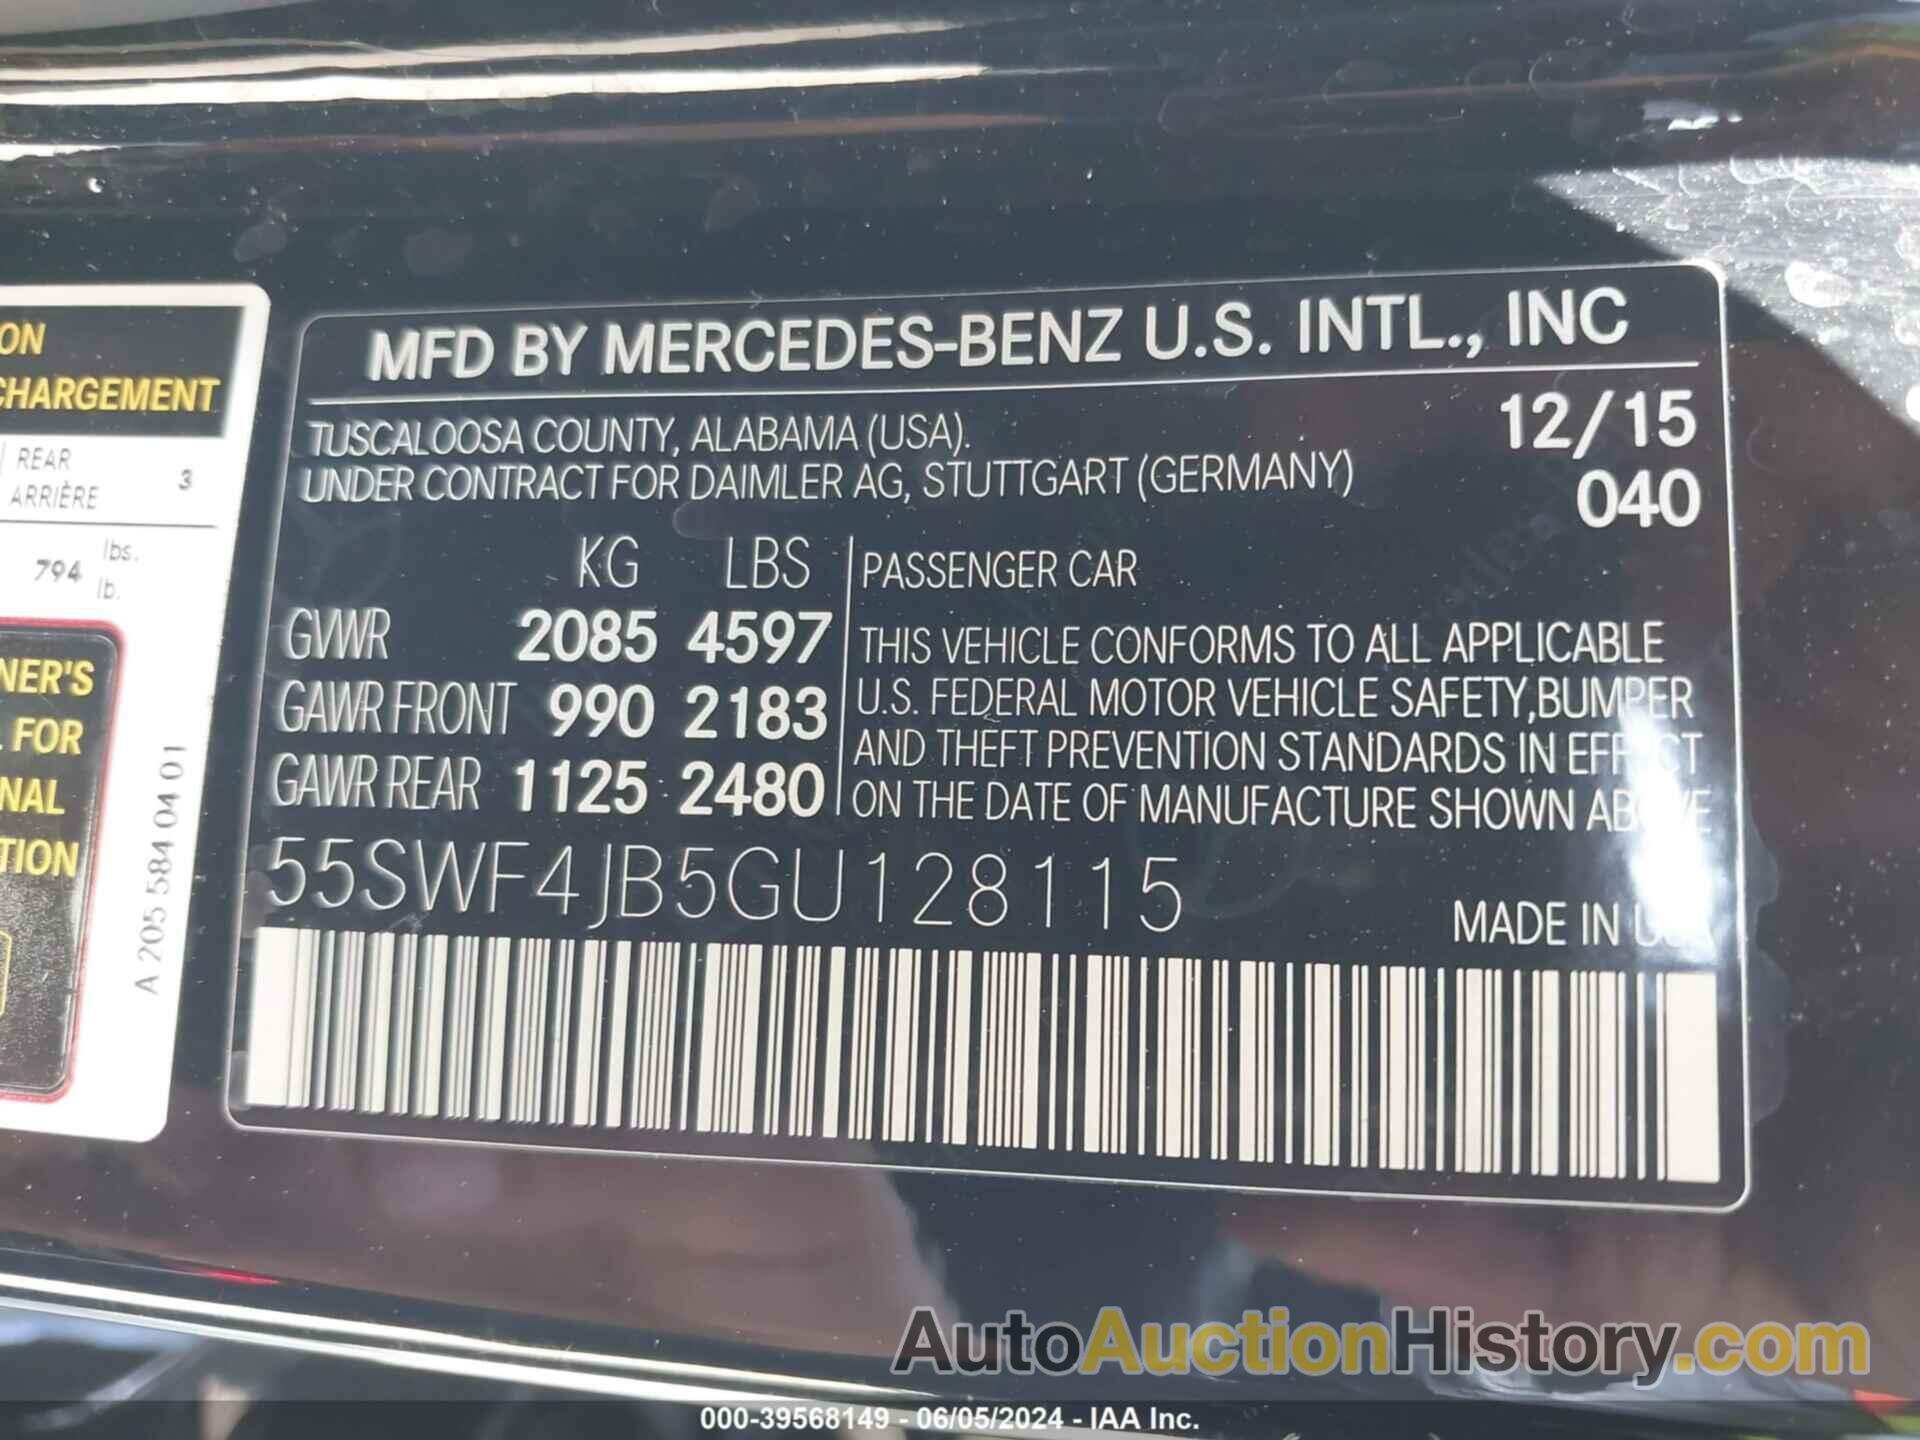 ON
CHARGEMENT
REAR
ARRIÈRE 3
794 lbs.
lb.
NER'S
FOR
NAL
TION
A 205 584 04 01
MFD BY MERCEDES-BENZ U.S. INTL., INC
TUSCALOOSA COUNTY, ALABAMA (USA). 12/15
UNDER CONTRACT FOR DAIMLER AG, STUTTGART (GERMANY) 040
KG LBS PASSENGER CAR
GVWR 2085 4597 THIS VEHICLE CONFORMS TO ALL APPLICABLE
GAWR FRONT 990 2183 U.S. FEDERAL MOTOR VEHICLE SAFETY,BUMPER
AND THEFT PREVENTION STANDARDS IN EFFECT
GAWR REAR 1125 2480 ON THE DATE OF MANUFACTURE SHOWN ABOVE
55SWF4JB5GU128115
MADE IN USA
AutoAuctionHistory.com
000-39568149 - 06/05/2024 - IAA Inc.